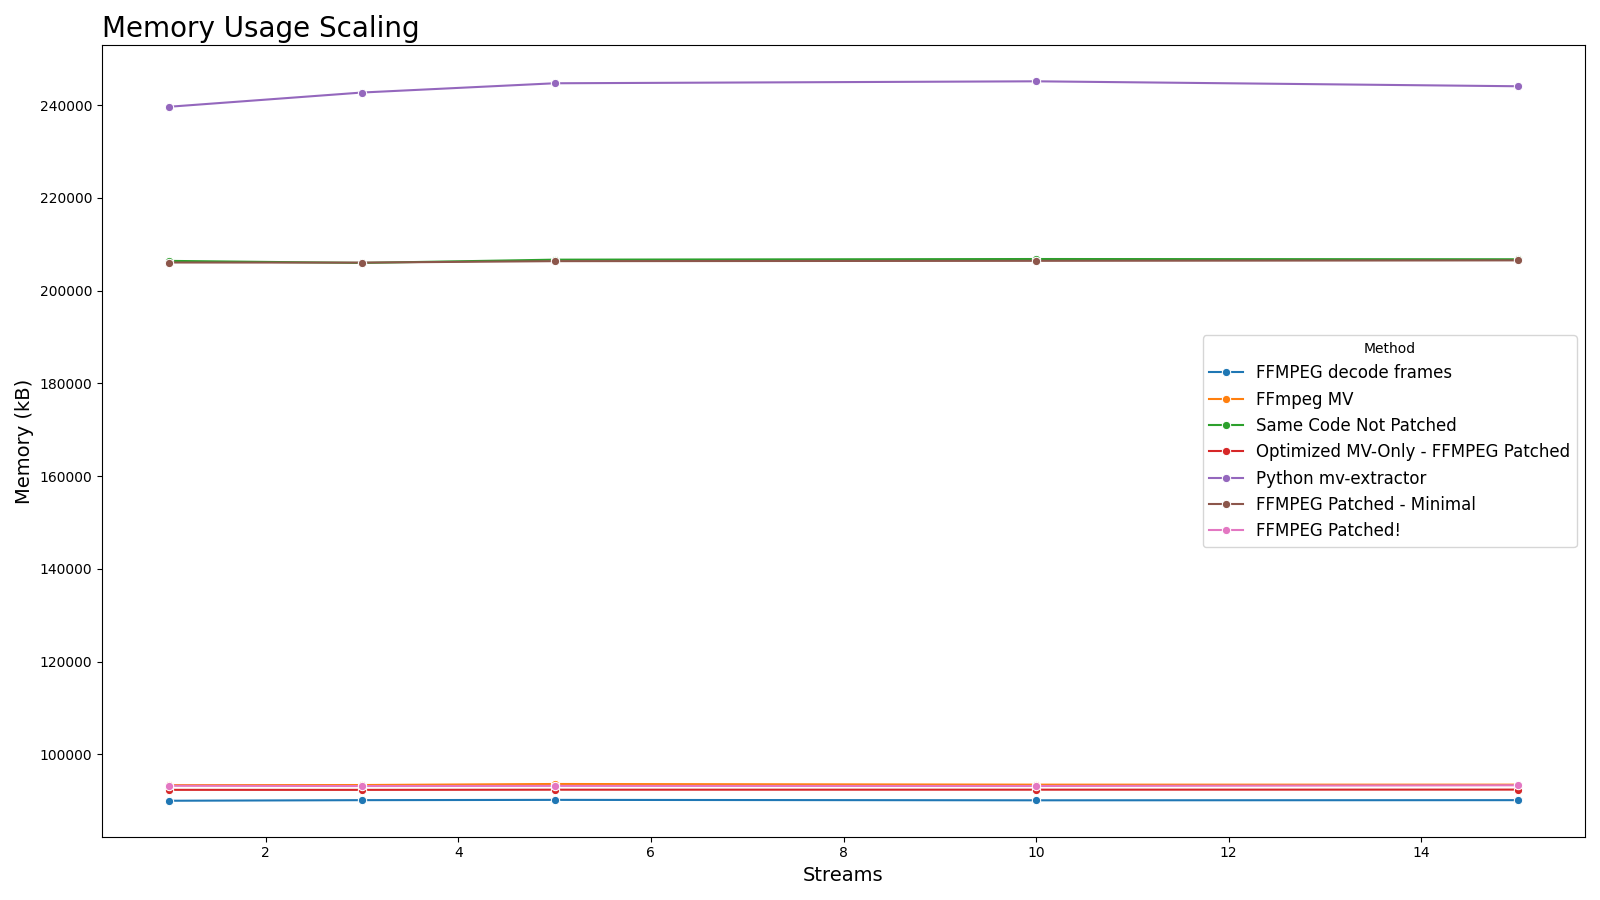 Memory Usage Scaling
240000
220000
200000
180000
160000
140000
120000
100000
Memory (kB)
Method
FFMPEG decode frames
FFmpeg MV
Same Code Not Patched
Optimized MV-Only - FFMPEG Patched
Python mv-extractor
FFMPEG Patched - Minimal
FFMPEG Patched!
2 4 6 8 10 12 14
Streams